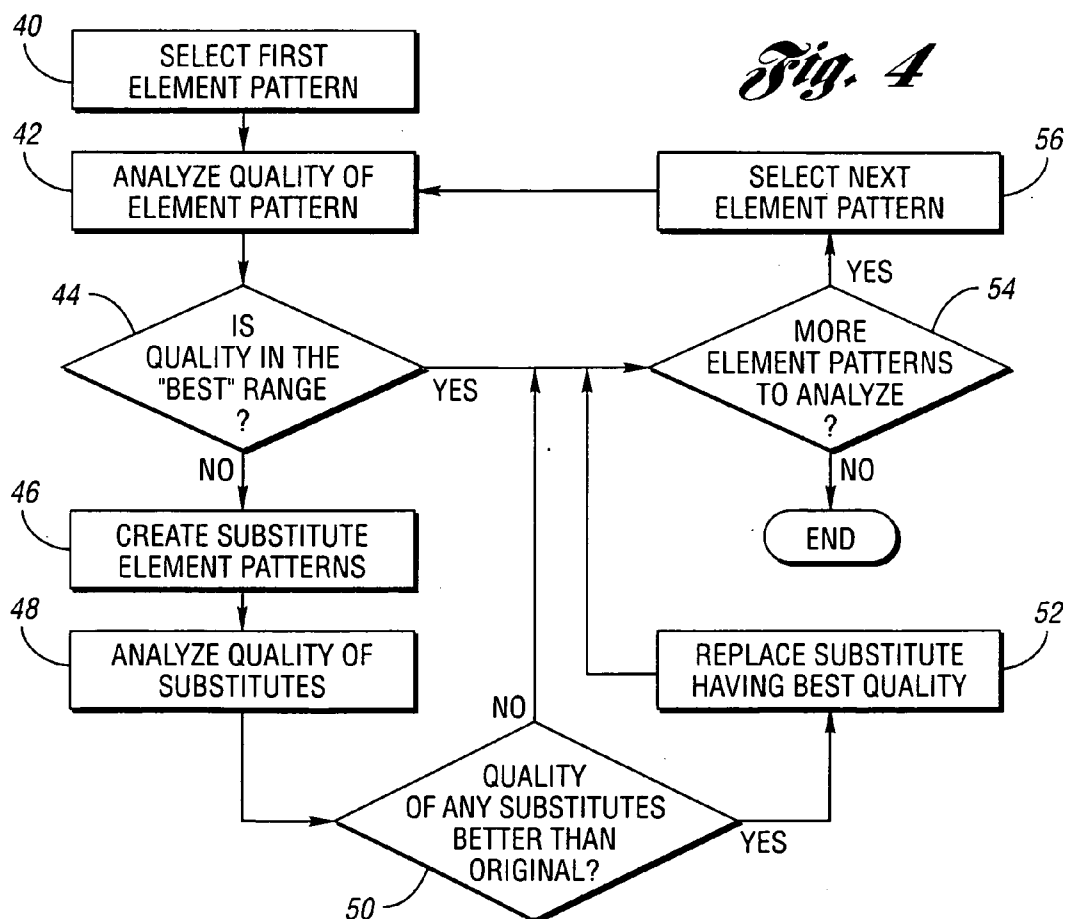 Fig. 4
40
SELECT FIRST
ELEMENT PATTERN
42
ANALYZE QUALITY OF
ELEMENT PATTERN
56
SELECT NEXT
ELEMENT PATTERN
44
IS
QUALITY IN THE
"BEST" RANGE
?
YES
NO
54
MORE
ELEMENT PATTERNS
TO ANALYZE
?
YES
NO
END
46
CREATE SUBSTITUTE
ELEMENT PATTERNS
48
ANALYZE QUALITY OF
SUBSTITUTES
50
QUALITY
OF ANY SUBSTITUTES
BETTER THAN
ORIGINAL?
NO
YES
52
REPLACE SUBSTITUTE
HAVING BEST QUALITY